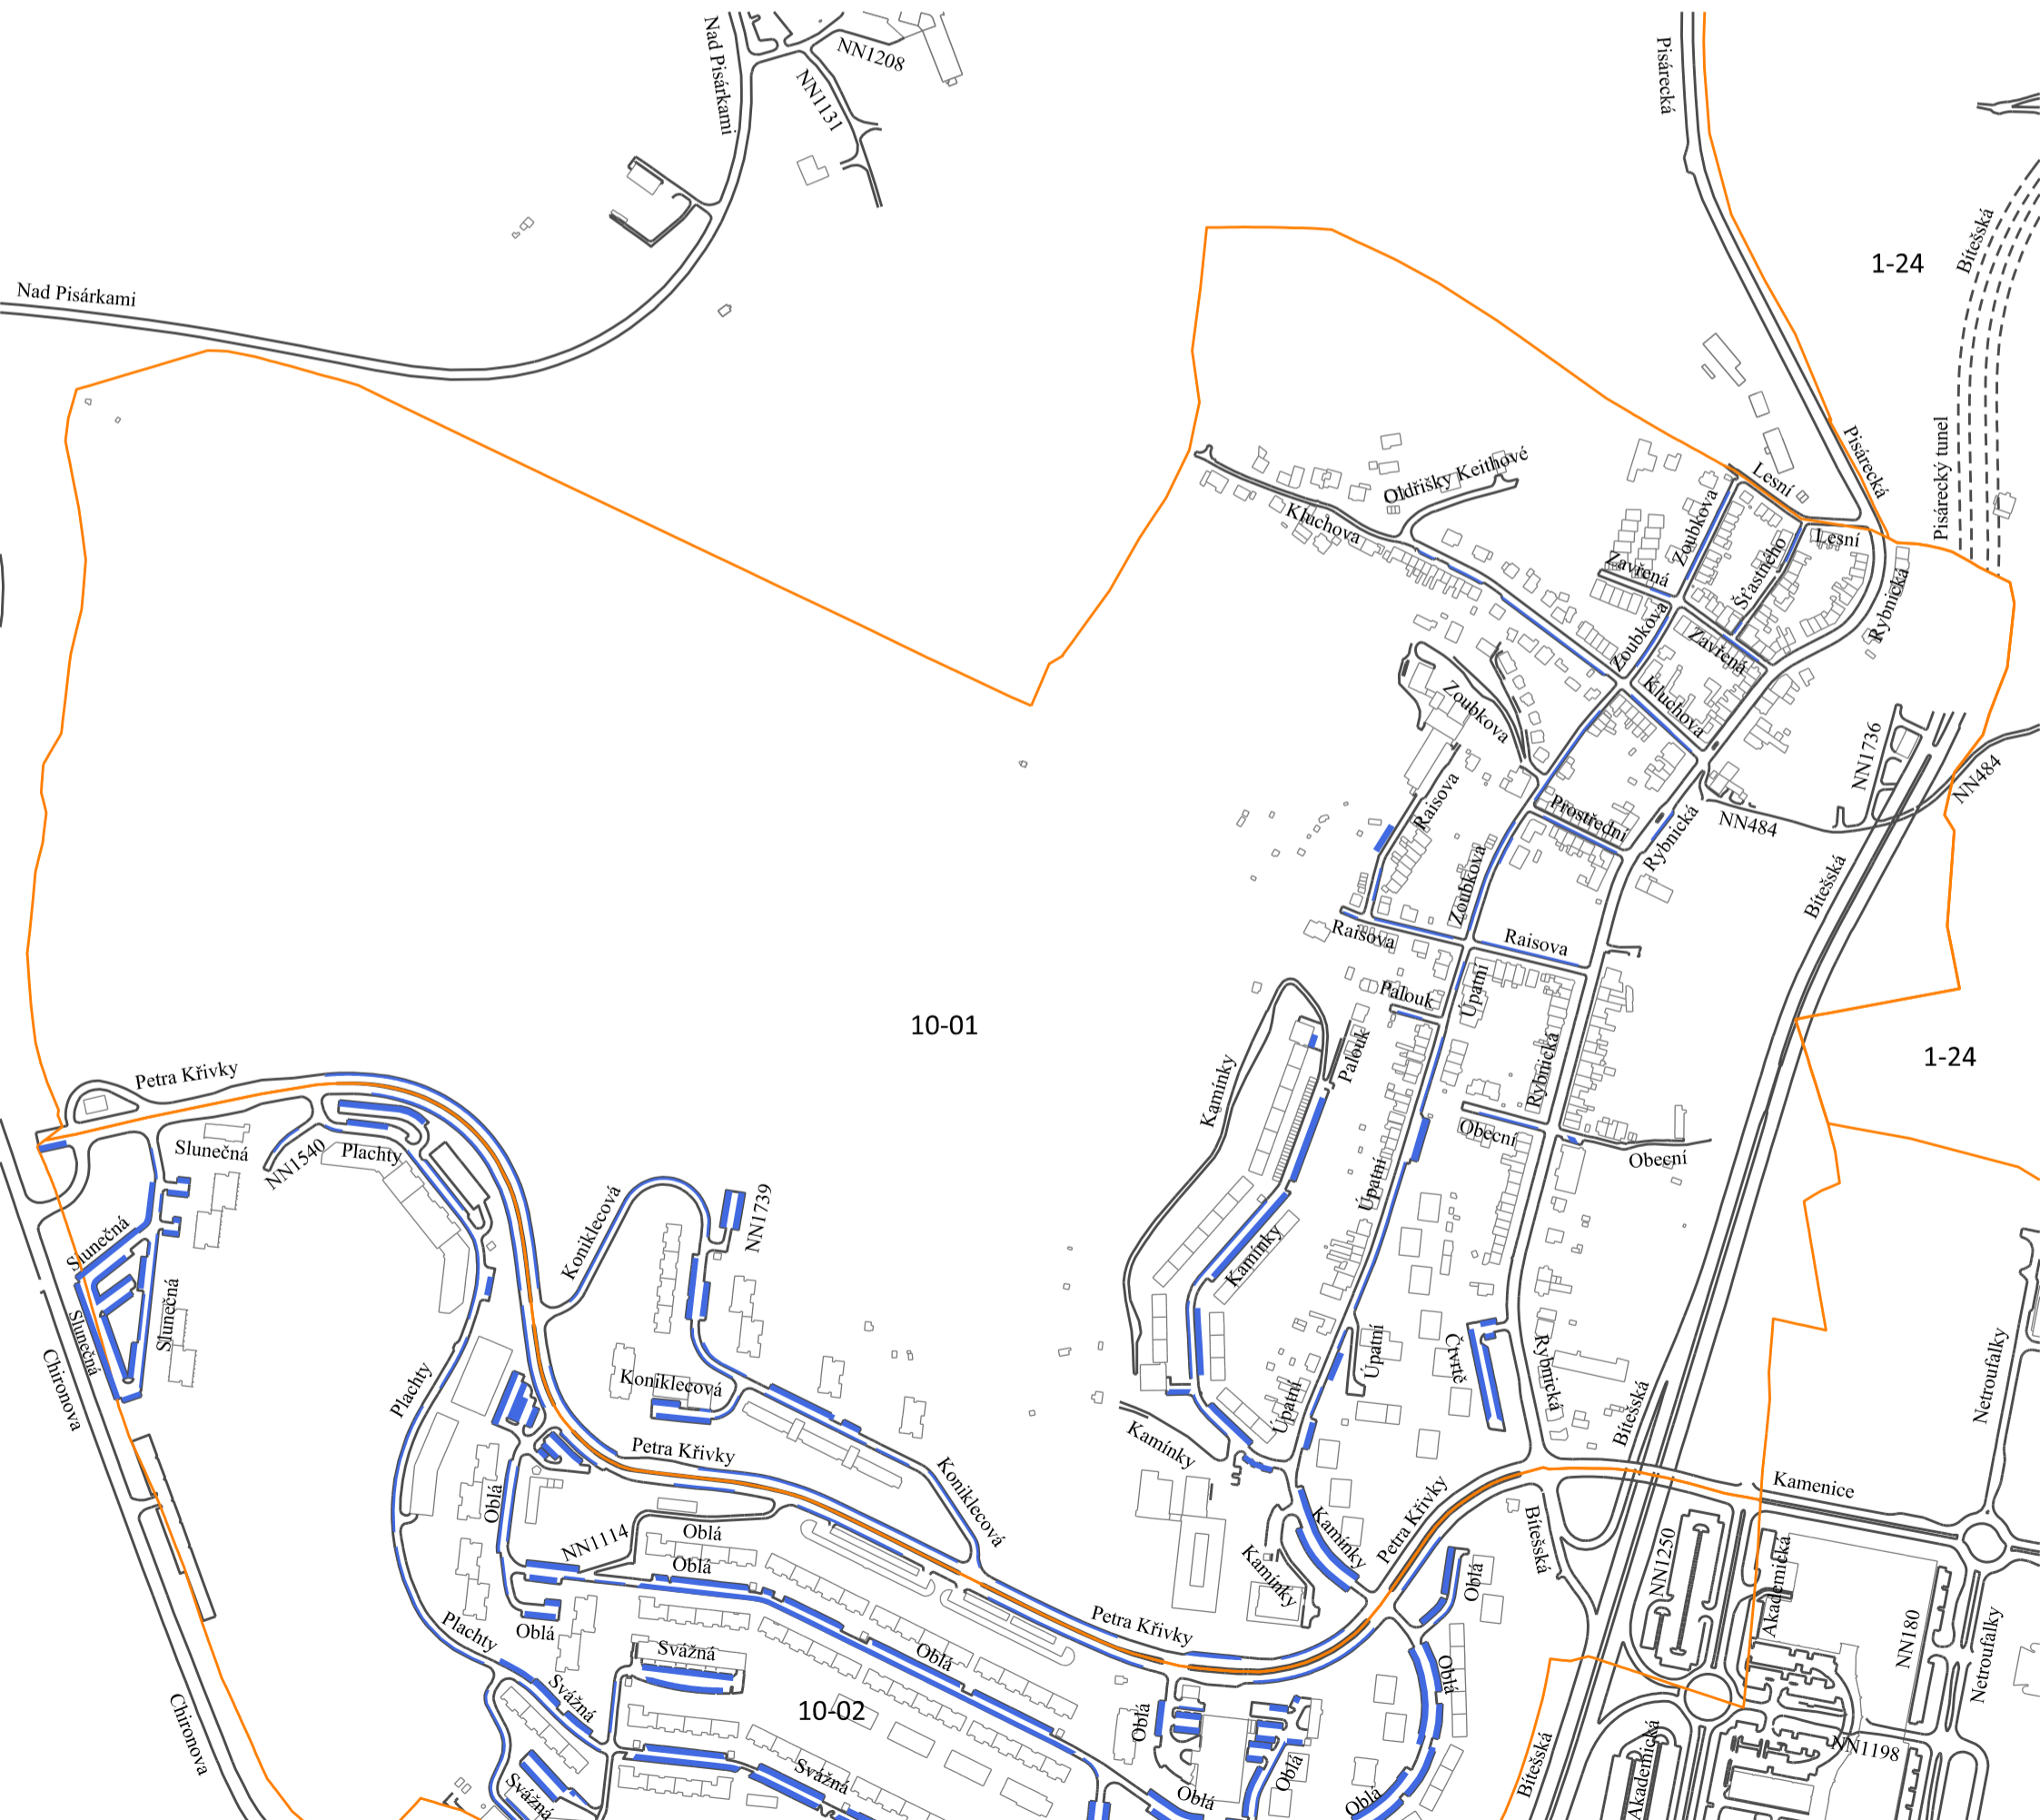 Nad Pisárkami
NN1208
NN1131
Pisárecká
Bítešská
1-24
Nad Pisárkami
Pisárecký tunel
Pisárecká
Lesní
Lesní
Oldřišky Keithové
Kluchova
Zoubkova
Zavřená
Šťastného
Rybnická
Zoubkova
Zavřená
Kluchova
Zoubkova
NN1736
NN484
Raisova
Prostřední
Rybnická
NN484
Zoubkova
Bítešská
Raisova
Raisova
Palouk
Úpatní
10-01
1-24
Palouk
Rybnická
Kamínky
Petra Křivky
Slunečná
NN1540
Plachty
Obecní
Obecní
Úpatní
Koniklecová
NN1739
Slunečná
Kamínky
Slunečná
Slunečná
Chironova
Plachty
Koniklecová
Úpatní
Čtvrtě
Rybnická
Netroufalky
Bítešská
Úpatní
Kamínky
Petra Křivky
Koniklecová
Oblá
Kamenice
NN1114
Oblá
Oblá
Petra Křivky
Kamínky
Kamínky
Bítešská
NN1250
Akademická
Oblá
Plachty
Oblá
Petra Křivky
NN180
Netroufalky
Svážná
Oblá
Oblá
Svážná
10-02
Oblá
Chironova
Svážná
Svážná
Oblá
Oblá
Oblá
Bítešská
Akademická
NN1198